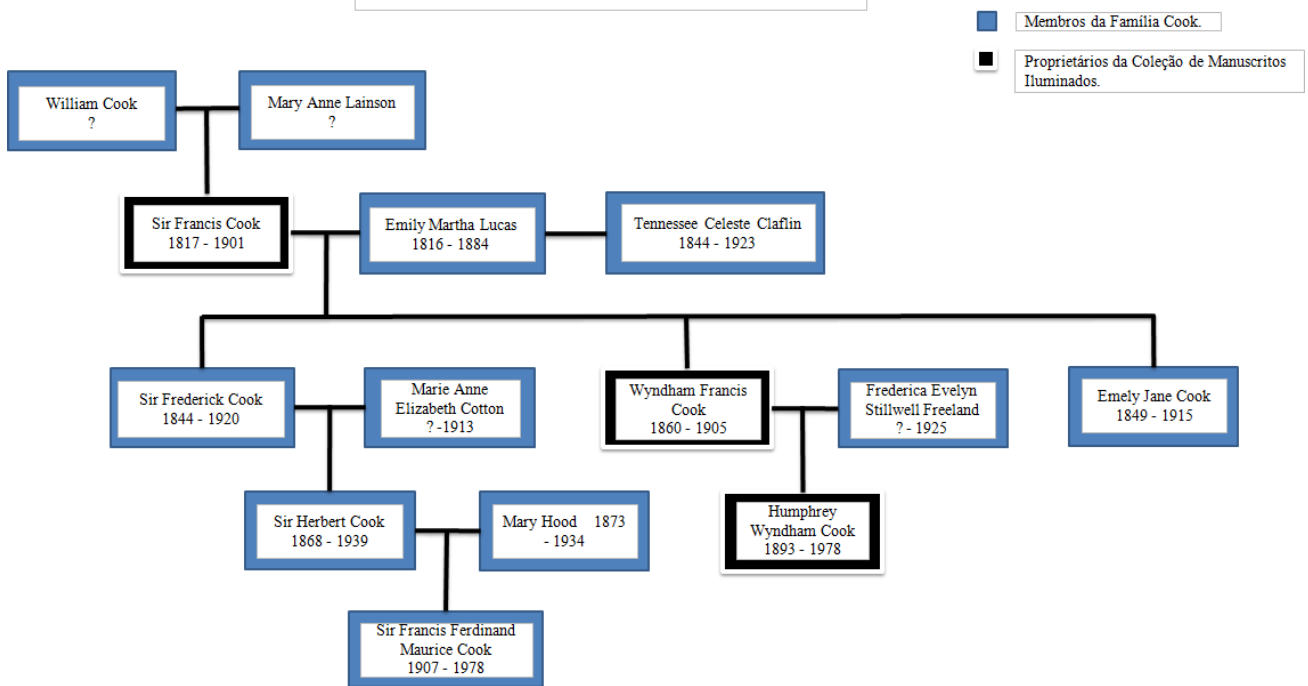 Membros da Família Cook.
Proprietários da Coleção de Manuscritos
Iluminados.
William Cook
?
Mary Anne Lainson
?
Sir Francis Cook
1817 - 1901
Emily Martha Lucas
1816 - 1884
Tennessee Celeste Claflin
1844 - 1923
Sir Frederick Cook
1844 - 1920
Marie Anne
Elizabeth Cotton
? -1913
Wyndham Francis
Cook
1860 - 1905
Frederica Evelyn
Stillwell Freeland
? - 1925
Emely Jane Cook
1849 - 1915
Sir Herbert Cook
1868 - 1939
Mary Hood 1873
- 1934
Humphrey
Wyndham Cook
1893 - 1978
Sir Francis Ferdinand
Maurice Cook
1907 - 1978